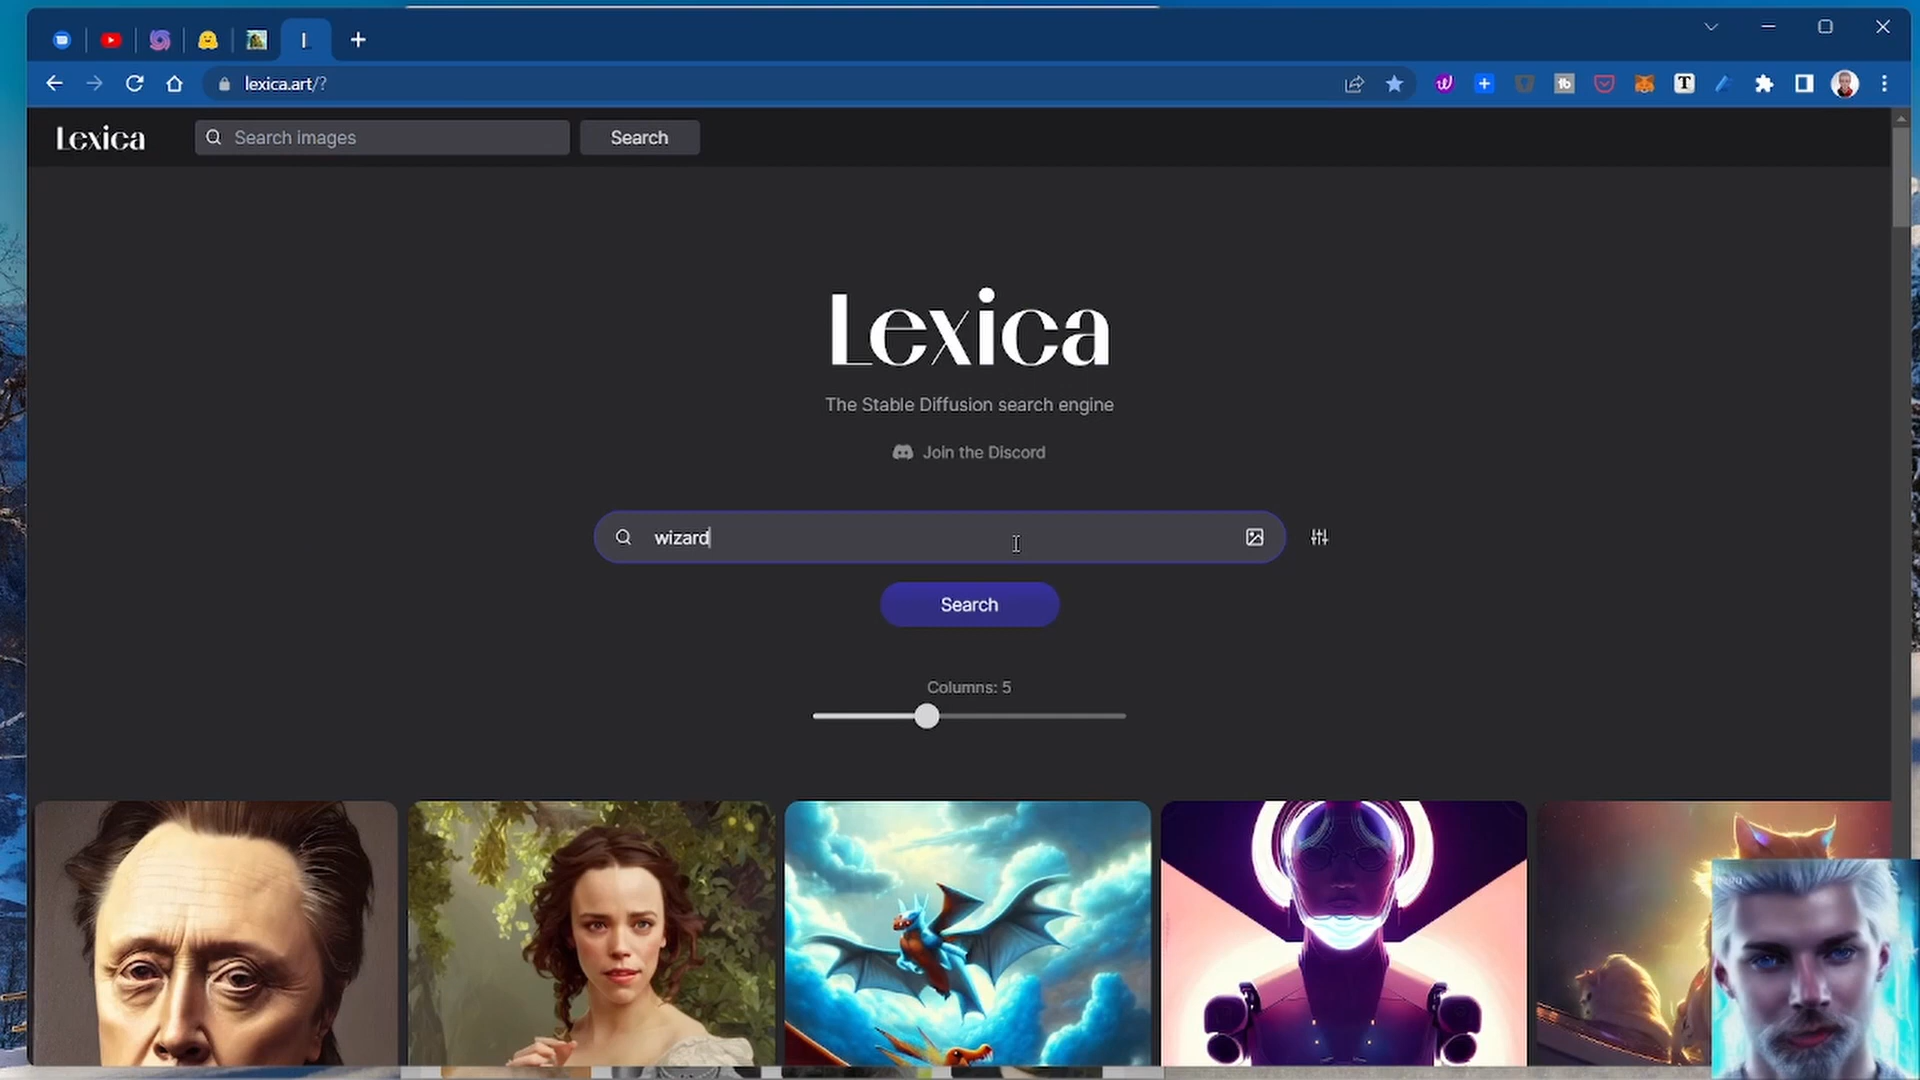 lexica.art/?
Lexica
Search images
Search
Lexica
The Stable Diffusion search engine
Join the Discord
wizard
Search
Columns: 5